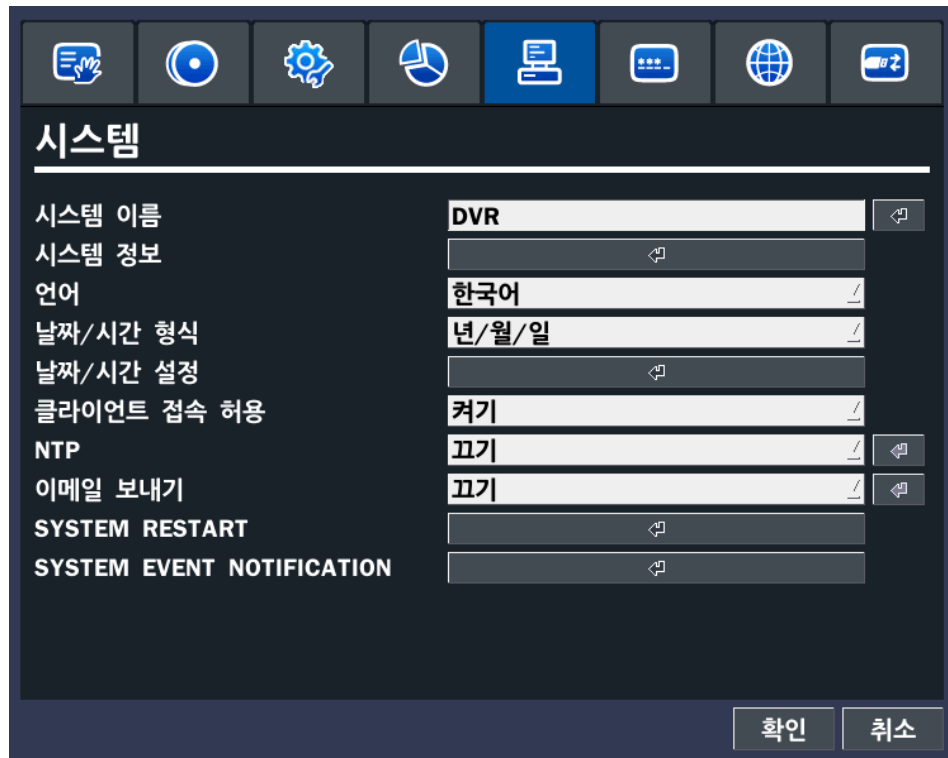 시스템
시스템 이름 DVR
시스템 정보
언어 한국어
날짜/시간 형식 년/월/일
날짜/시간 설정
클라이언트 접속 허용 켜기
NTP 끄기
이메일 보내기 끄기
SYSTEM RESTART
SYSTEM EVENT NOTIFICATION
확인 취소